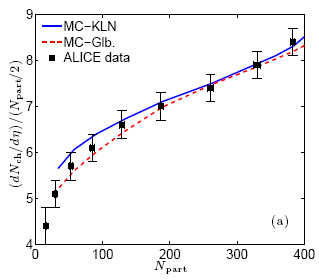 9
8
7
6
5
4
0
100
200
300
400
(dN_ch/dη)/(N_part/2)
N_part
MC−KLN
MC−Glb.
ALICE data
(a)